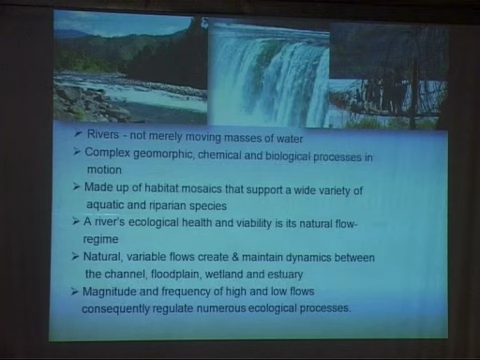 ➢ Rivers - not merely moving masses of water
➢ Complex geomorphic, chemical and biological processes in
motion
➢ Made up of habitat mosaics that support a wide variety of
aquatic and riparian species
➢ A river's ecological health and viability is its natural flow-
regime
➢ Natural, variable flows create & maintain dynamics between
the channel, floodplain, wetland and estuary
➢ Magnitude and frequency of high and low flows
consequently regulate numerous ecological processes.